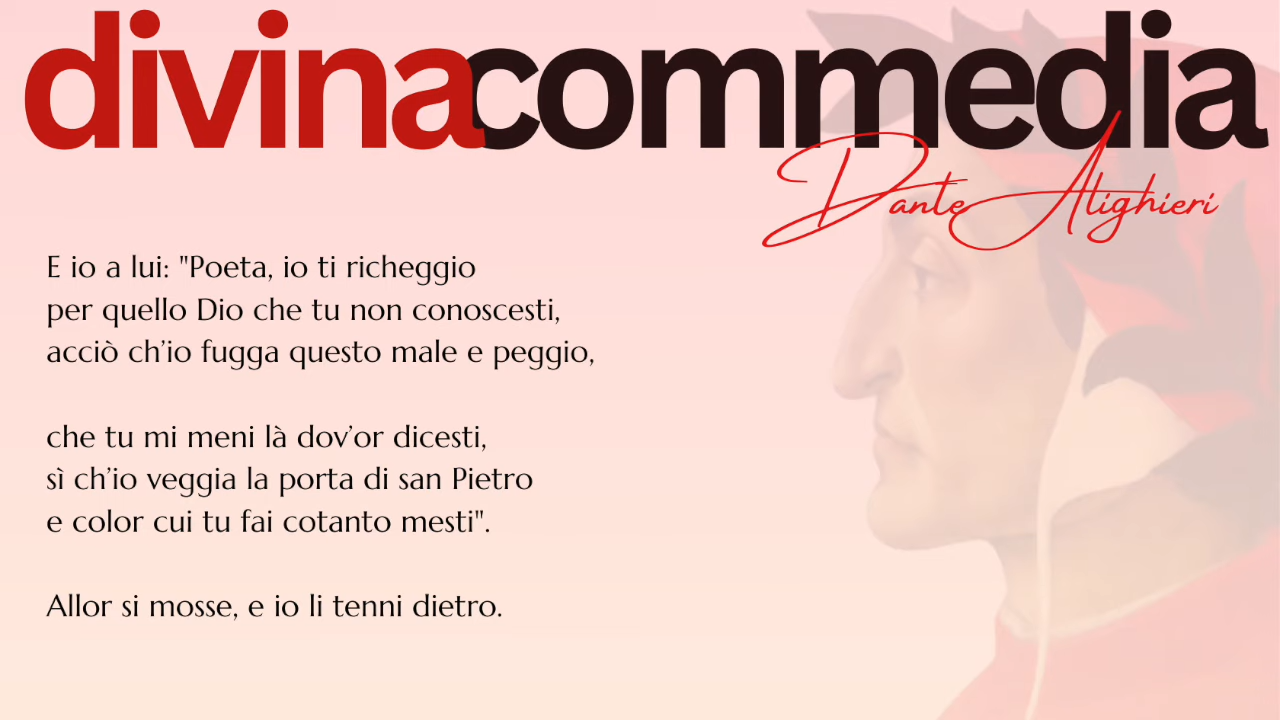 divinacommedia
Dante Alighieri
E io a lui: "Poeta, io ti richeggio
per quello Dio che tu non conoscesti,
acciò ch’io fugga questo male e peggio,
che tu mi meni là dov’or dicesti,
sì ch’io veggia la porta di san Pietro
e color cui tu fai cotanto mesti".
Allor si mosse, e io li tenni dietro.